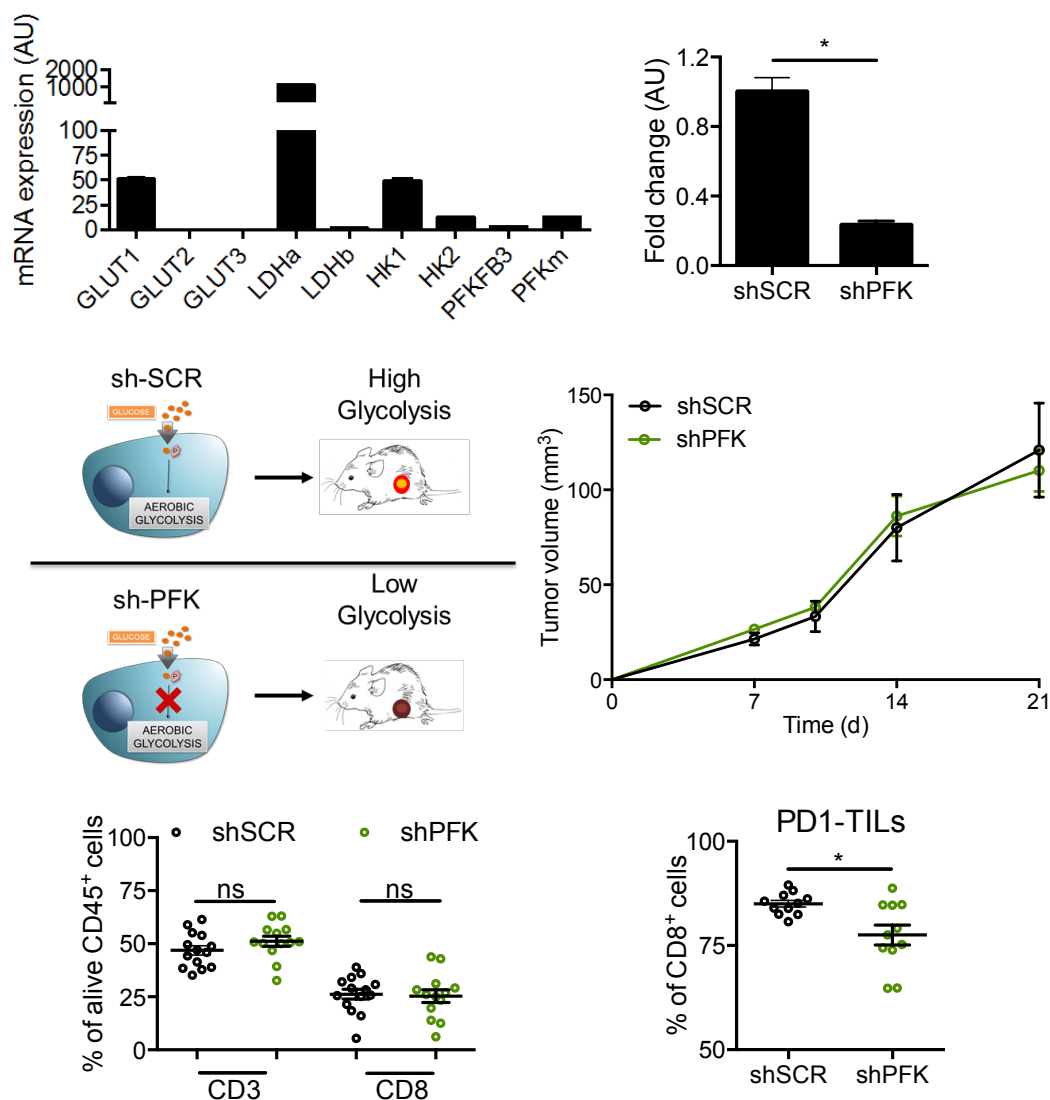 mRNA expression (AU)
2000
1000
100
75
50
25
0
GLUT1
GLUT2
GLUT3
LDHa
LDHb
HK1
HK2
PFKFB3
PFKm
Fold change (AU)
1.2
0.8
0.4
0.0
*
shSCR
shPFK
sh-SCR
GLUCOSE
P
AEROBIC
GLYCOLYSIS
High
Glycolysis
sh-PFK
GLUCOSE
P
AEROBIC
GLYCOLYSIS
Low
Glycolysis
Tumor volume (mm³)
150
100
50
0
shSCR
shPFK
0
7
14
21
Time (d)
% of alive CD45⁺ cells
100
75
50
25
0
shSCR
shPFK
ns
ns
CD3
CD8
PD1-TILs
% of CD8⁺ cells
100
75
50
*
shSCR
shPFK